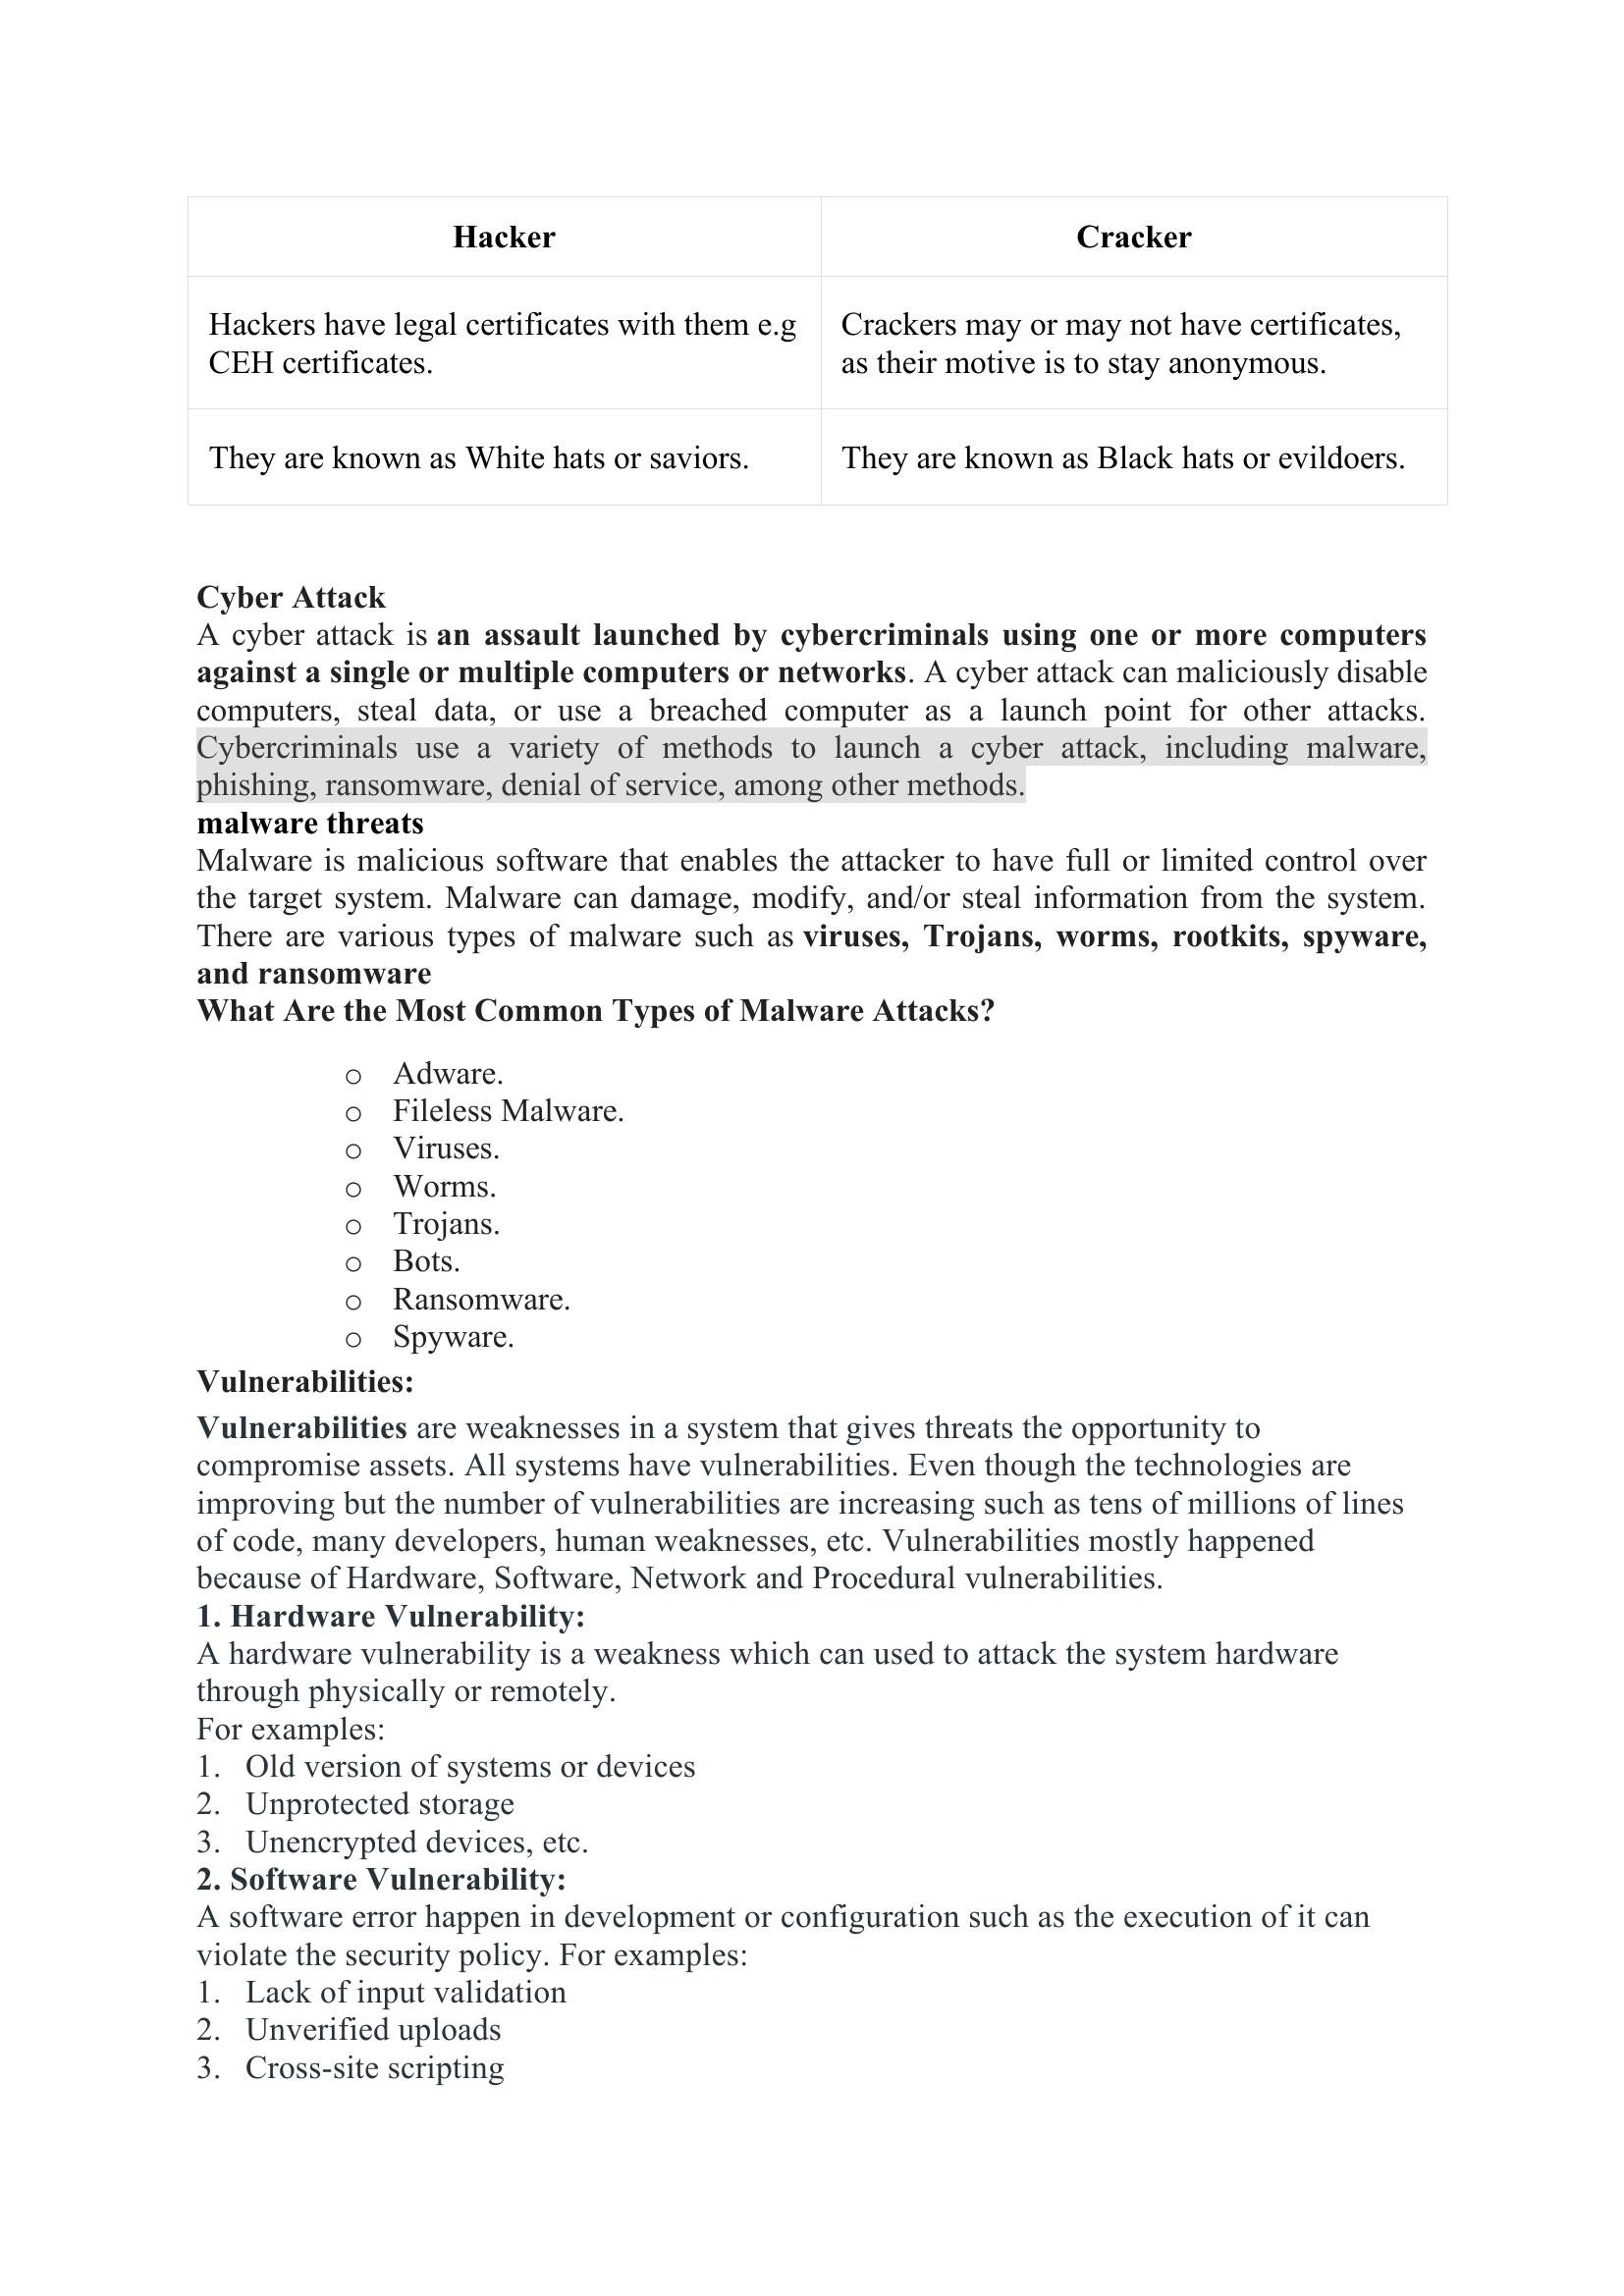 Hacker
Cracker
Hackers have legal certificates with them e.g
CEH certificates.
Crackers may or may not have certificates,
as their motive is to stay anonymous.
They are known as White hats or saviors.
They are known as Black hats or evildoers.
Cyber Attack
A cyber attack is an assault launched by cybercriminals using one or more computers
against a single or multiple computers or networks. A cyber attack can maliciously disable
computers, steal data, or use a breached computer as a launch point for other attacks.
Cybercriminals use a variety of methods to launch a cyber attack, including malware,
phishing, ransomware, denial of service, among other methods.
malware threats
Malware is malicious software that enables the attacker to have full or limited control over
the target system. Malware can damage, modify, and/or steal information from the system.
There are various types of malware such as viruses, Trojans, worms, rootkits, spyware,
and ransomware
What Are the Most Common Types of Malware Attacks?
o Adware.
o Fileless Malware.
o Viruses.
o Worms.
o Trojans.
o Bots.
o Ransomware.
o Spyware.
Vulnerabilities:
Vulnerabilities are weaknesses in a system that gives threats the opportunity to
compromise assets. All systems have vulnerabilities. Even though the technologies are
improving but the number of vulnerabilities are increasing such as tens of millions of lines
of code, many developers, human weaknesses, etc. Vulnerabilities mostly happened
because of Hardware, Software, Network and Procedural vulnerabilities.
1. Hardware Vulnerability:
A hardware vulnerability is a weakness which can used to attack the system hardware
through physically or remotely.
For examples:
1. Old version of systems or devices
2. Unprotected storage
3. Unencrypted devices, etc.
2. Software Vulnerability:
A software error happen in development or configuration such as the execution of it can
violate the security policy. For examples:
1. Lack of input validation
2. Unverified uploads
3. Cross-site scripting